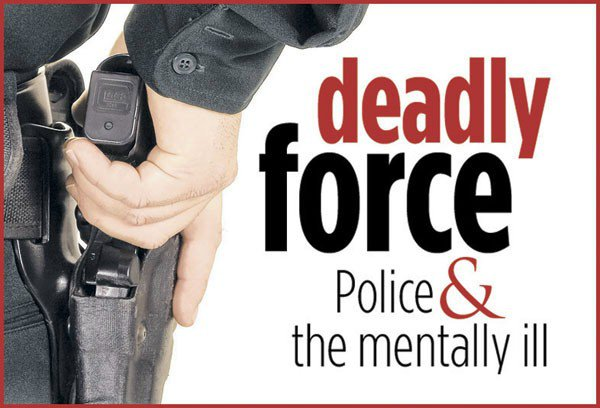 deadly
force
Police &
the mentally ill